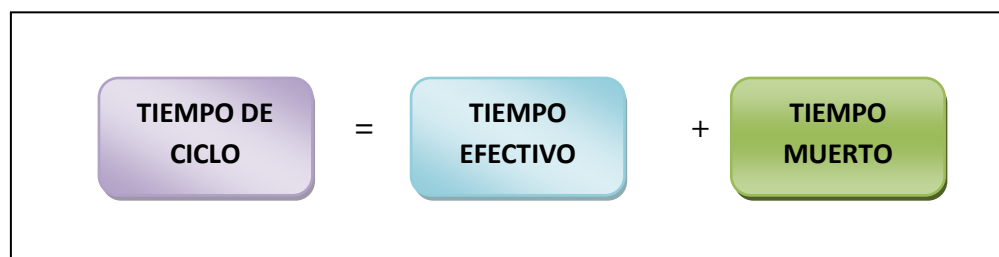 TIEMPO DE
CICLO
=
TIEMPO
EFECTIVO
+
TIEMPO
MUERTO